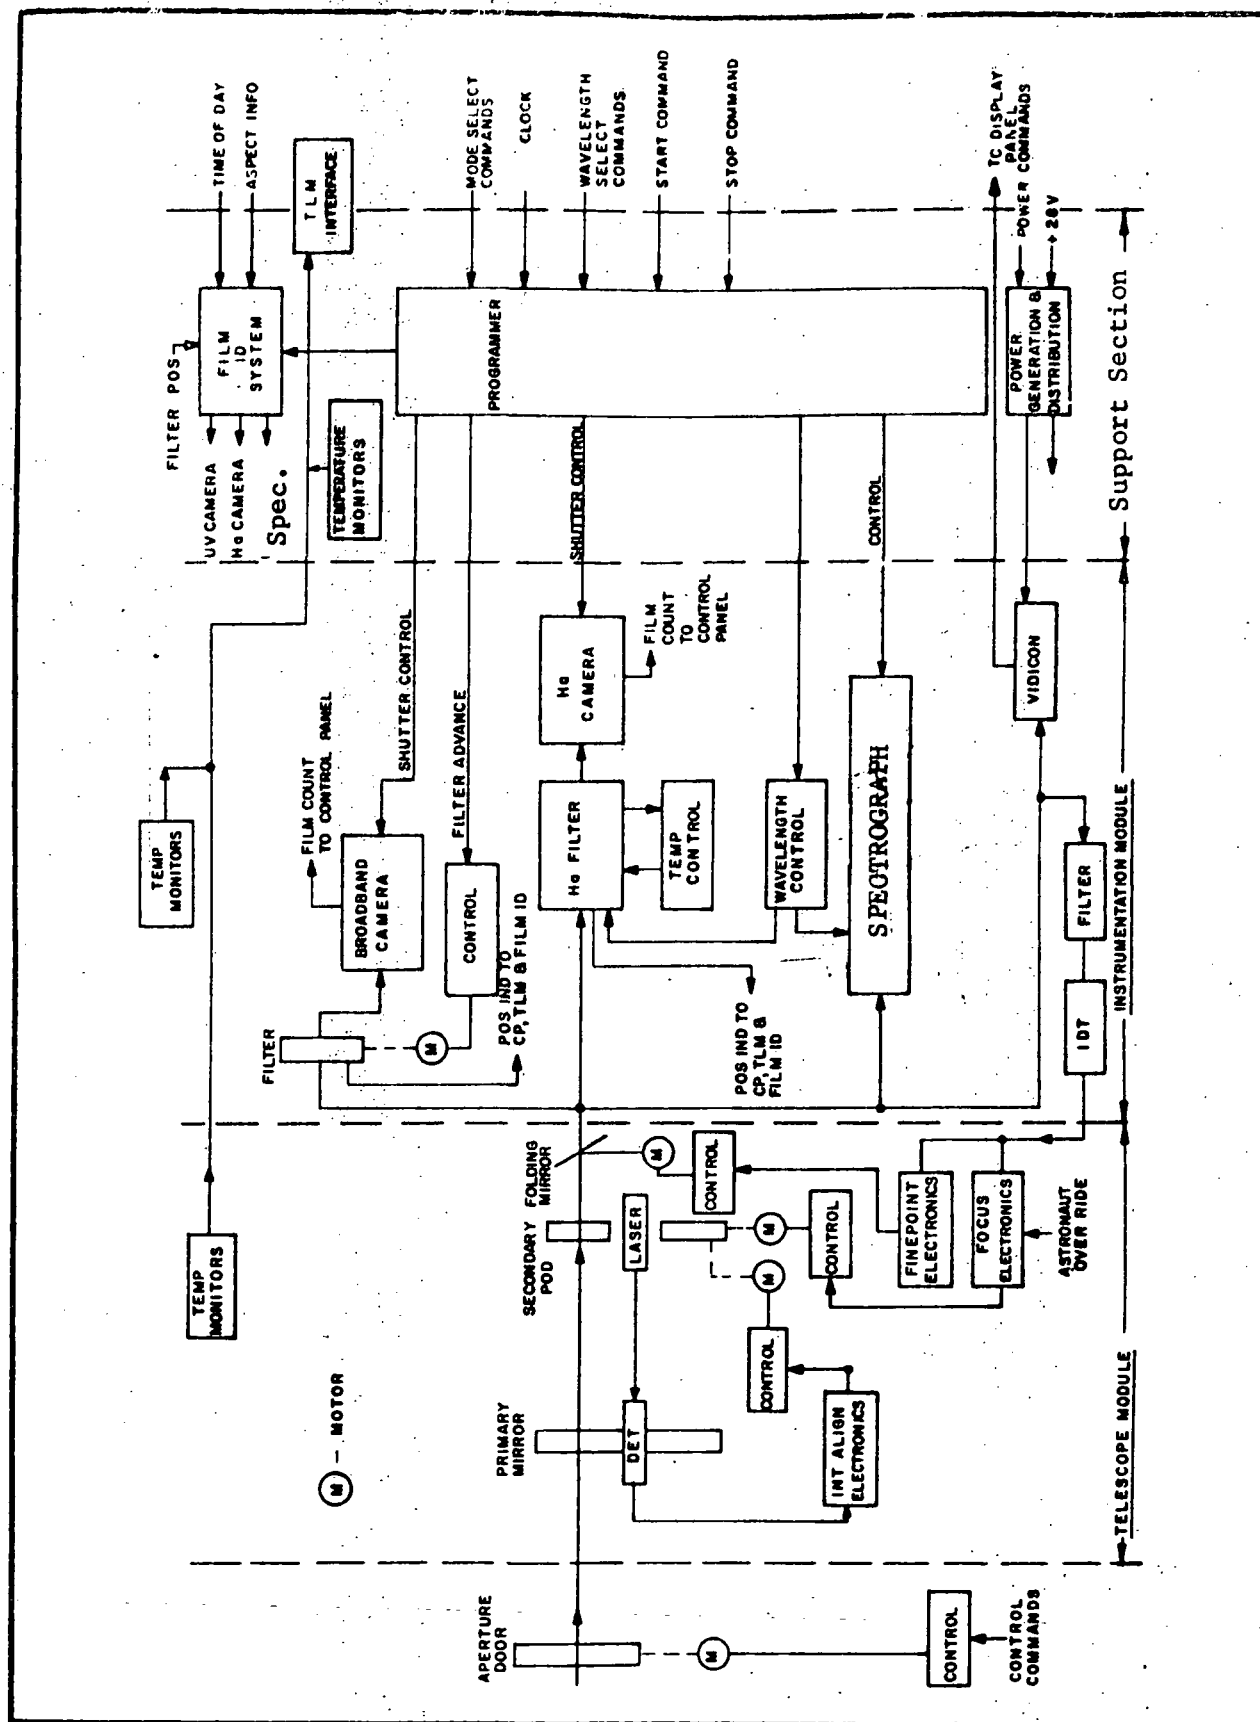 APERTURE
DOOR
M
CONTROL
CONTROL
COMMANDS
M
— MOTOR
PRIMARY
MIRROR
DET
INT ALIGN
ELECTRONICS
TELESCOPE MODULE
TEMP
MONITORS
SECONDARY
POD
FOLDING
MIRROR
LASER
M
CONTROL
M
CONTROL
M
CONTROL
FINEPOINT
ELECTRONICS
FOCUS
ELECTRONICS
ASTRONAUT
OVER RIDE
TEMP
MONITORS
FILTER
M
POS IND TO
CP, TLM & FILM ID
BROADBAND
CAMERA
FILM COUNT
TO CONTROL PANEL
CONTROL
SHUTTER CONTROL
FILTER ADVANCE
Hα FILTER
TEMP
CONTROL
Hα
CAMERA
FILM
COUNT
TO CONTROL
PANEL
POS IND TO
CP, TLM &
FILM ID
WAVELENGTH
CONTROL
SPECTROGRAPH
VIDICON
FILTER
IDT
INSTRUMENTATION MODULE
FILTER POS
UV CAMERA
Hα CAMERA
Spec.
FILM
ID
SYSTEM
TIME OF DAY
ASPECT INFO
TLM
INTERFACE
TEMPERATURE
MONITORS
SHUTTER CONTROL
CONTROL
PROGRAMMER
MODE SELECT
COMMANDS
CLOCK
WAVELENGTH
SELECT
COMMANDS
START COMMAND
STOP COMMAND
TO DISPLAY
PANEL
POWER COMMANDS
+28V
POWER
GENERATION &
DISTRIBUTION
Support Section